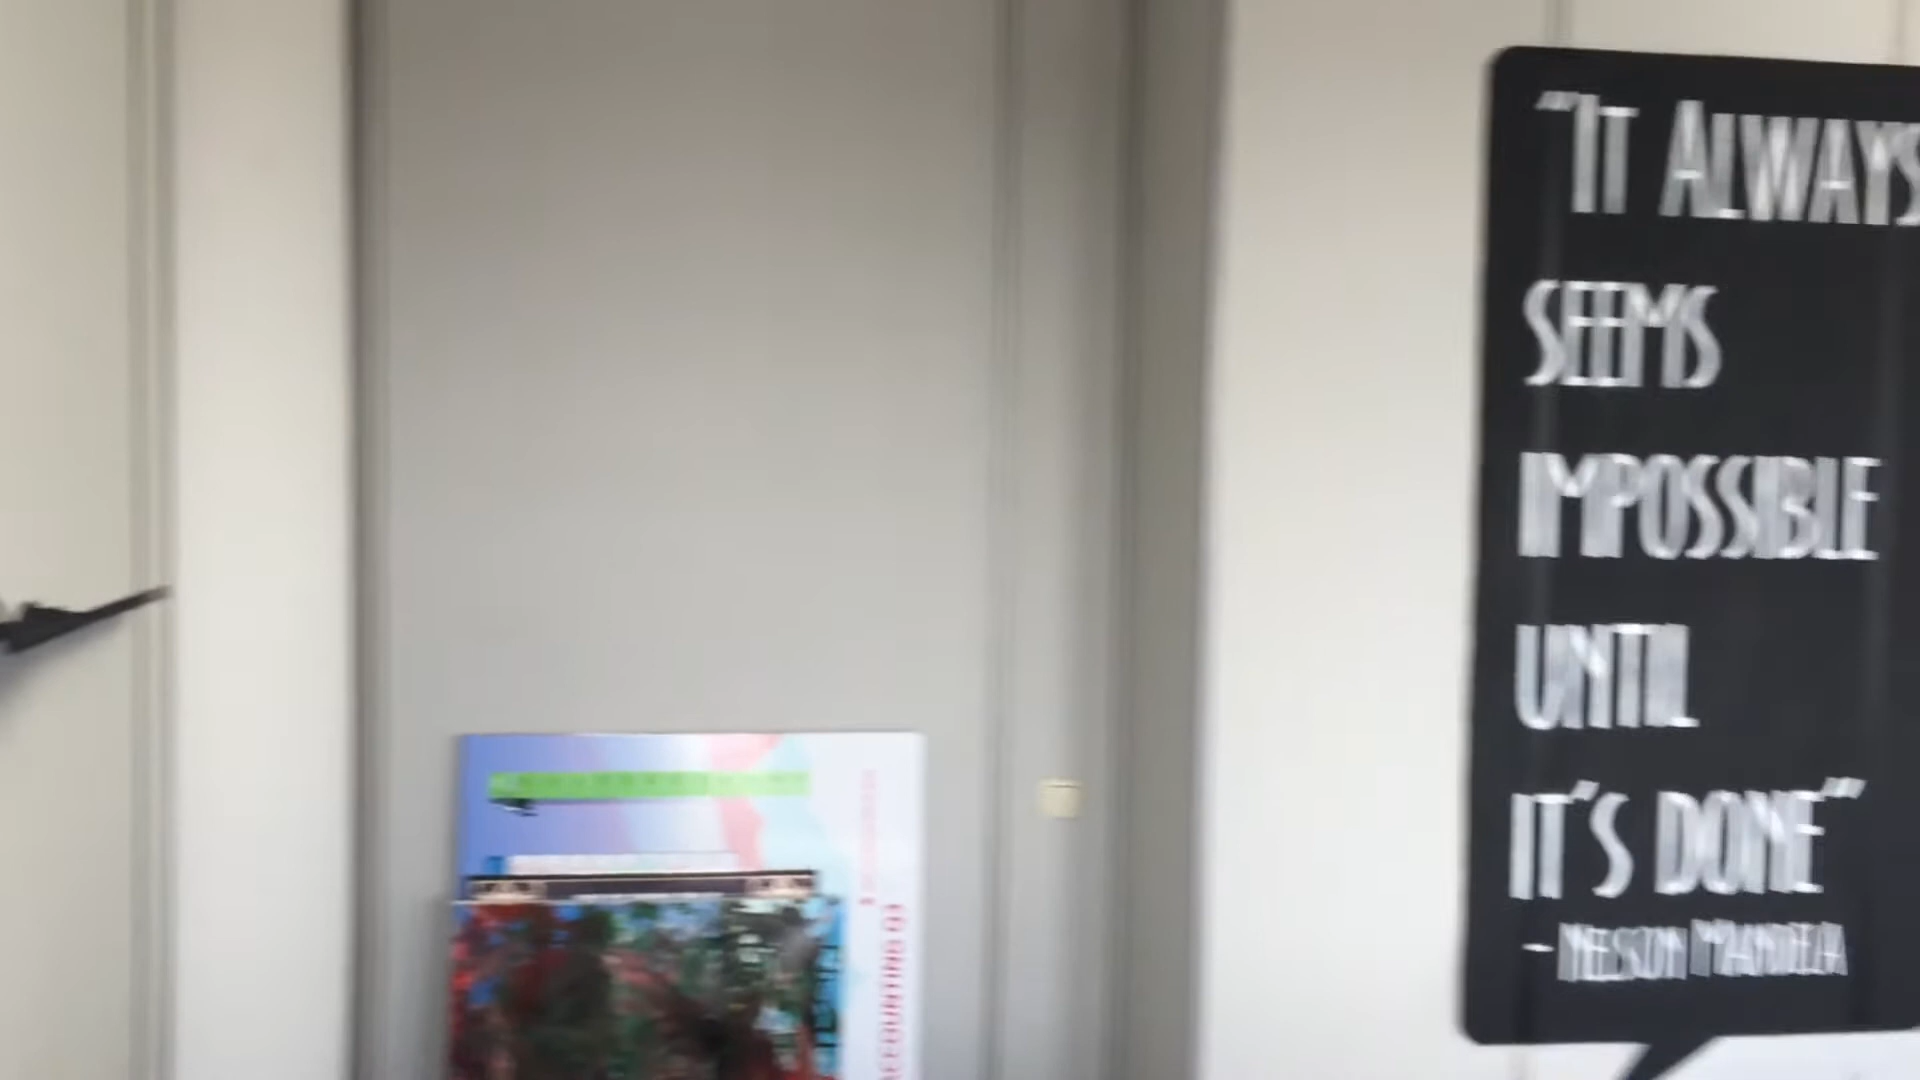 "IT ALWAYS
SEEMS
IMPOSSIBLE
UNTIL
IT'S DONE"
- NELSON MANDELA